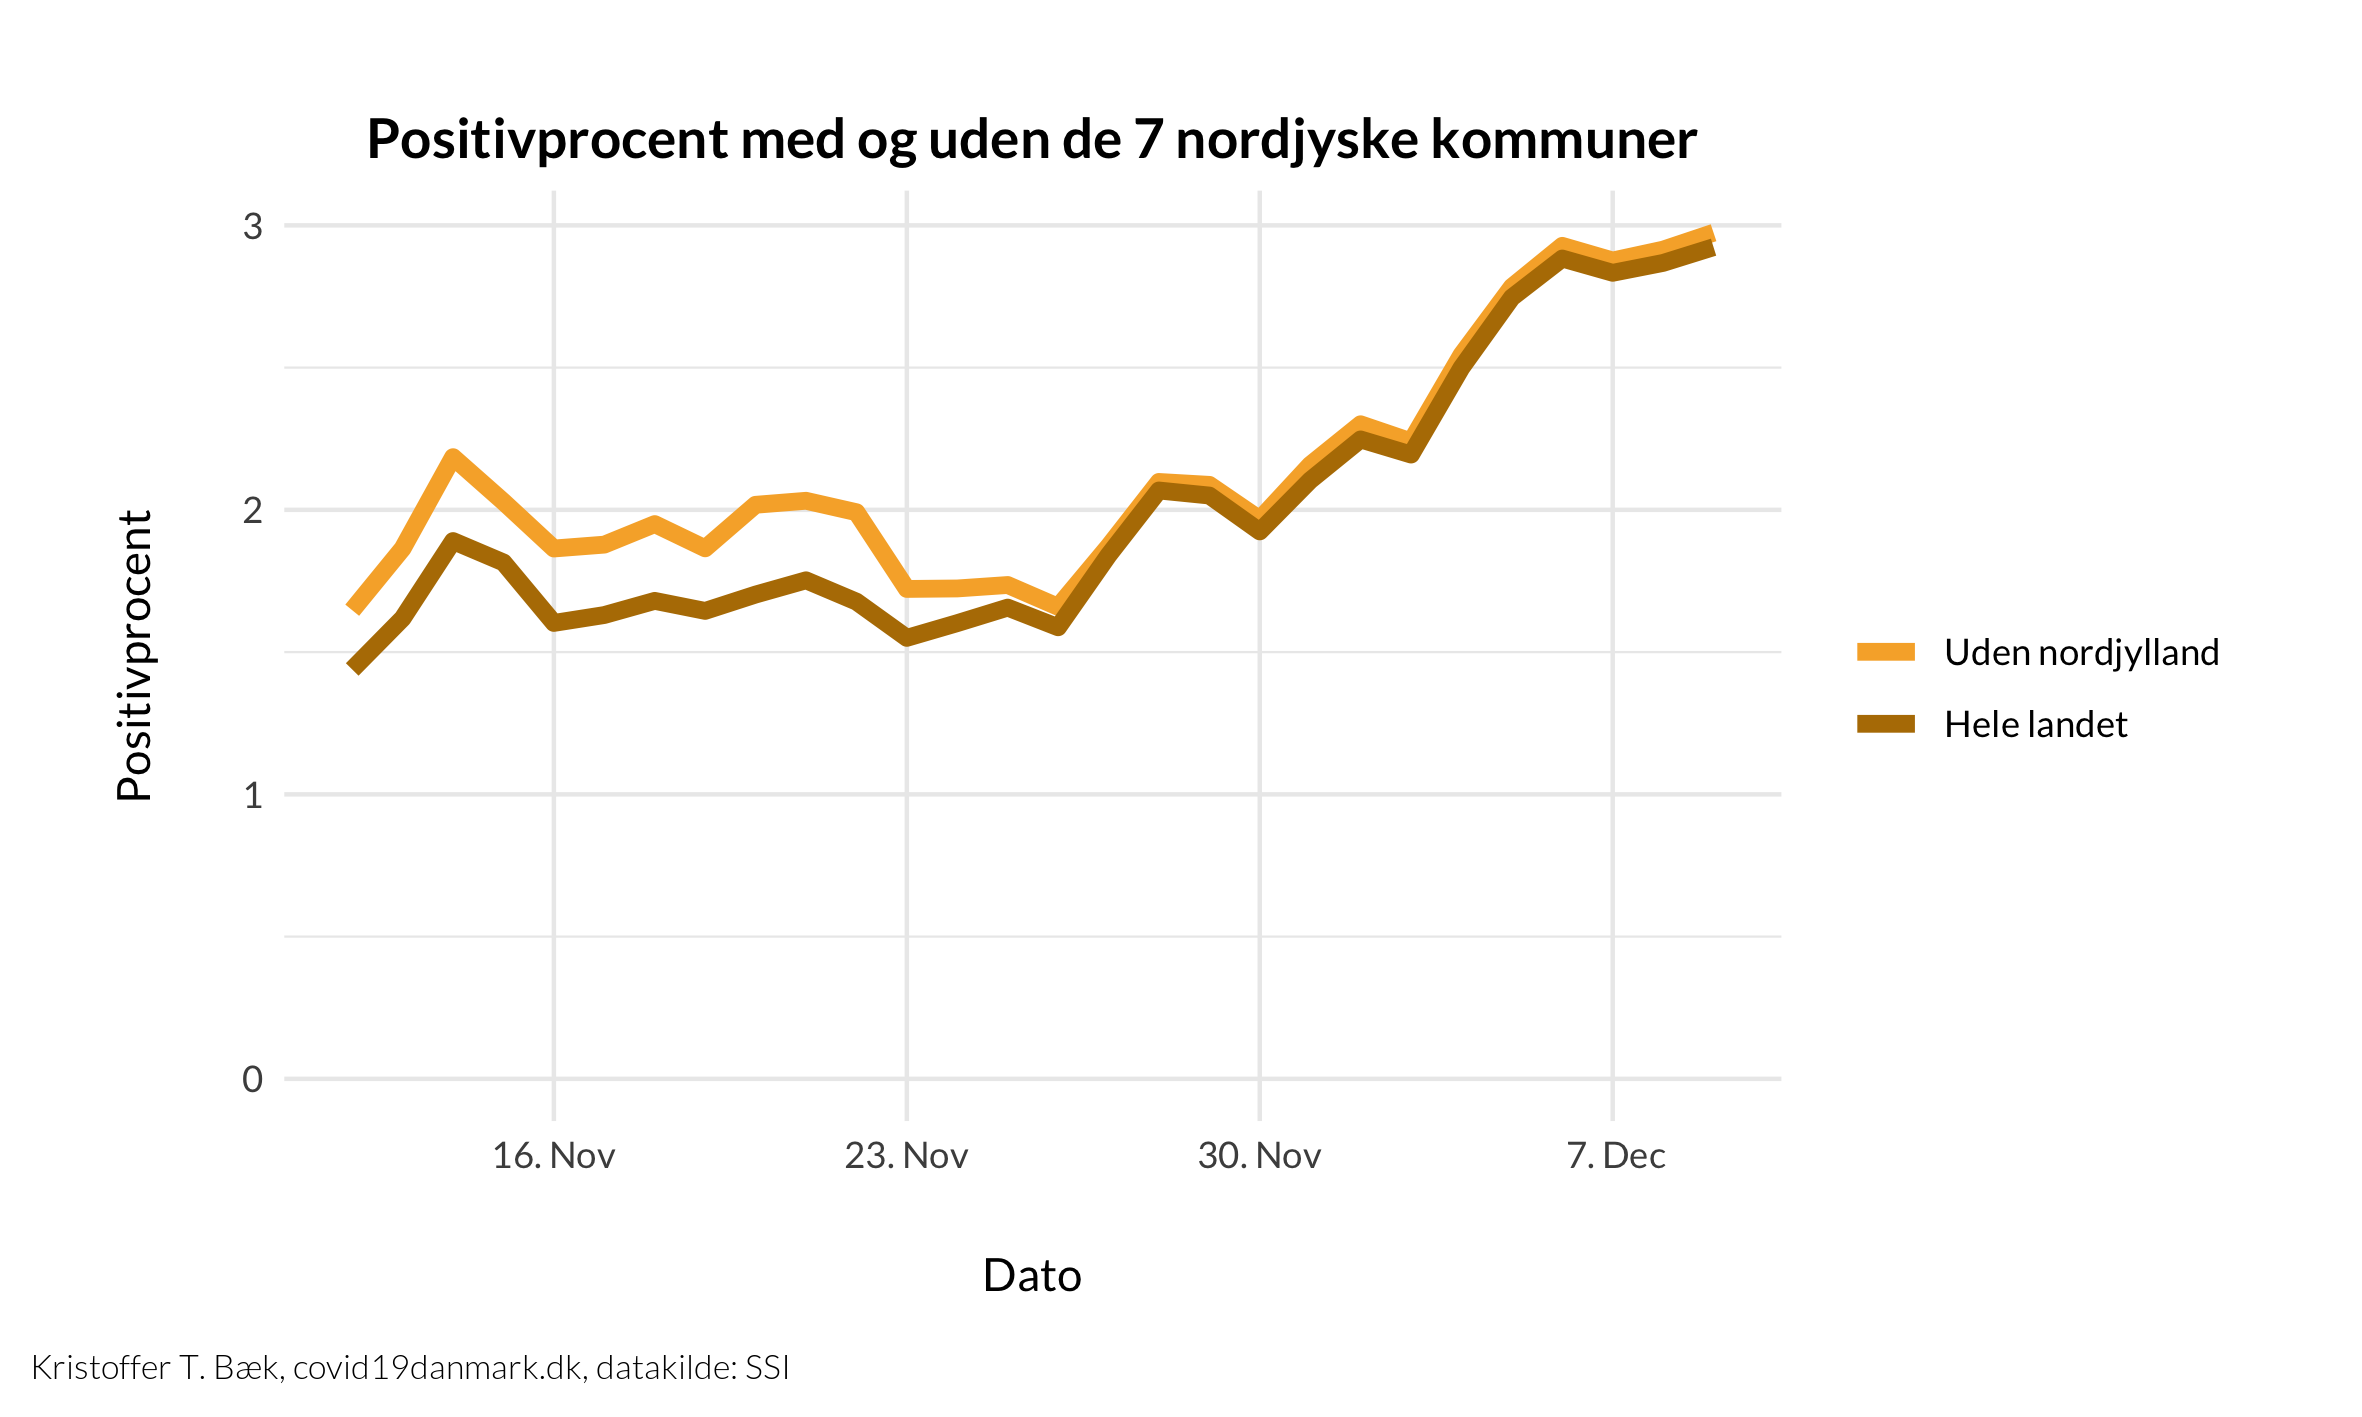 Positivprocent med og uden de 7 nordjyske kommuner
Positivprocent
3
2
1
0
16. Nov
23. Nov
30. Nov
7. Dec
Dato
Uden nordjylland
Hele landet
Kristoffer T. Bæk, covid19danmark.dk, datakilde: SSI